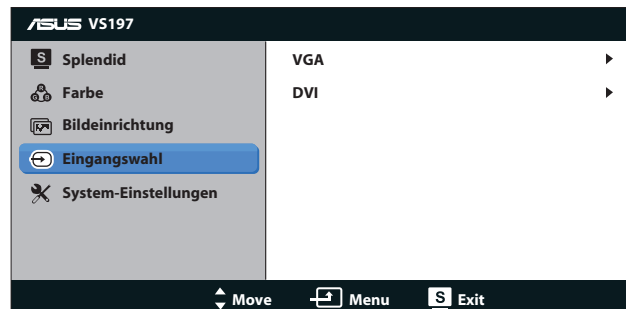 ASUS VS197
S Splendid
Farbe
Bildeinrichtung
Eingangswahl
System-Einstellungen
VGA
DVI
Move Menu S Exit